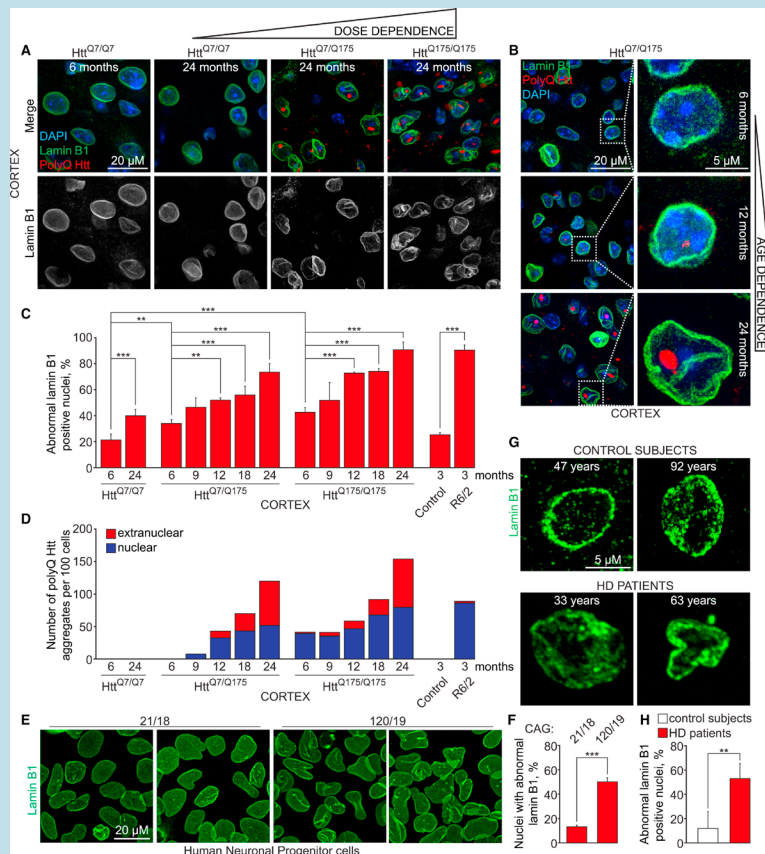 DOSE DEPENDENCE
A
Htt^Q7/Q7
Htt^Q7/Q7
Htt^Q7/Q175
Htt^Q175/Q175
6 months
24 months
24 months
24 months
CORTEX
Merge
DAPI
Lamin B1
PolyQ Htt
20 µM
Lamin B1
B
Htt^Q7/Q175
Lamin B1
PolyQ Htt
DAPI
20 µM
5 µM
6 months
12 months
24 months
AGE DEPENDENCE
CORTEX
C
Abnormal lamin B1
positive nuclei, %
100
80
60
40
20
0
*** ** *** ** *** *** *** *** *** ***
6 24 6 9 12 18 24 6 9 12 18 24 3 3 months
Htt^Q7/Q7 Htt^Q7/Q175 Htt^Q175/Q175 Control R6/2
CORTEX
D
extranuclear
nuclear
Number of polyQ Htt
aggregates per 100 cells
200
150
100
50
0
6 24 6 9 12 18 24 6 9 12 18 24 3 3 months
Htt^Q7/Q7 Htt^Q7/Q175 Htt^Q175/Q175 Control R6/2
CORTEX
E
21/18 120/19
Lamin B1
20 µM
Human Neuronal Progenitor cells
G
CONTROL SUBJECTS
47 years 92 years
Lamin B1
5 µM
HD PATIENTS
33 years 63 years
F
CAG: 21/18 120/19
Nuclei with abnormal
lamin B1, %
80
60
40
20
0
***
H
control subjects
HD patients
Abnormal lamin B1
positive nuclei, %
80
60
40
20
0
**